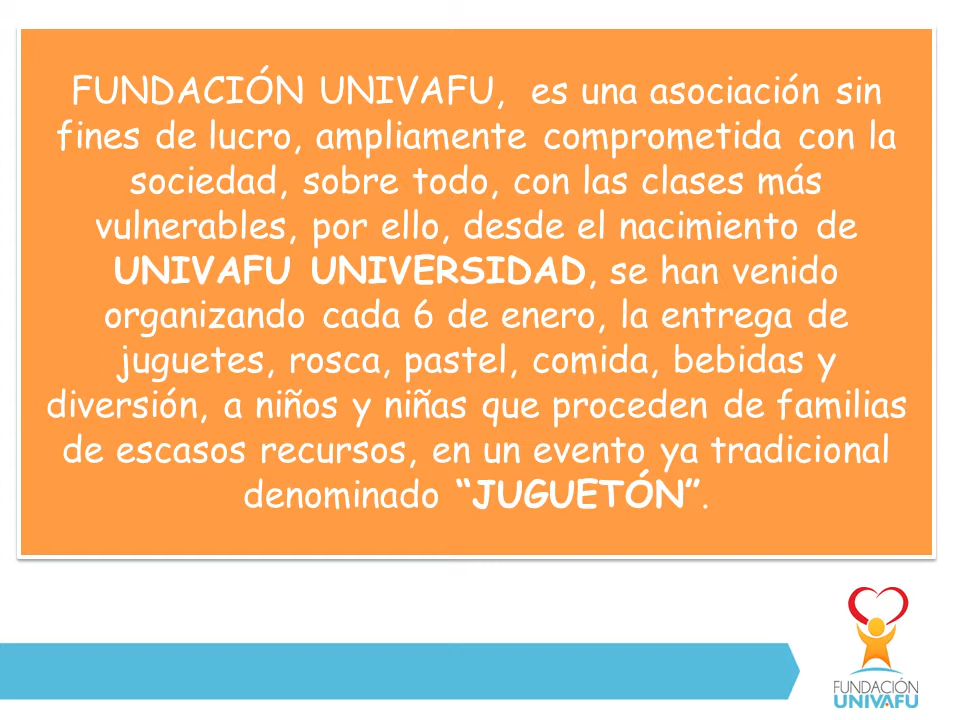 FUNDACIÓN UNIVAFU,  es una asociación sin
fines de lucro, ampliamente comprometida con la
sociedad, sobre todo, con las clases más
vulnerables, por ello, desde el nacimiento de
UNIVAFU UNIVERSIDAD, se han venido
organizando cada 6 de enero, la entrega de
juguetes, rosca, pastel, comida, bebidas y
diversión, a niños y niñas que proceden de familias
de escasos recursos, en un evento ya tradicional
denominado “JUGUETÓN”.
FUNDACIÓN
UNIVAFU